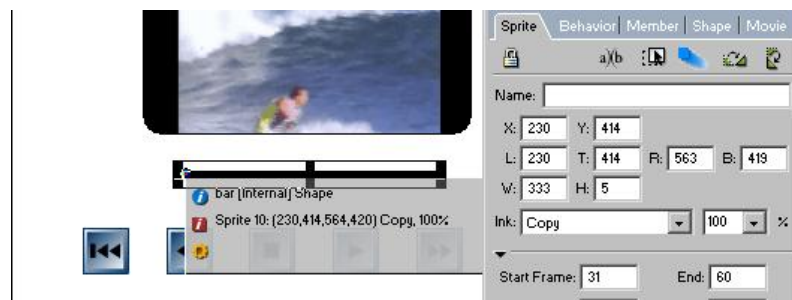 Sprite Behavior Member Shape Movie
a)(b
Name:
X: 230 Y: 414
L: 230 T: 414 R: 563 B: 419
W: 333 H: 5
Ink: Copy 100 %
Start Frame: 31 End: 60
bar [Internal] Shape
Sprite 10: (230,414,564,420) Copy, 100%